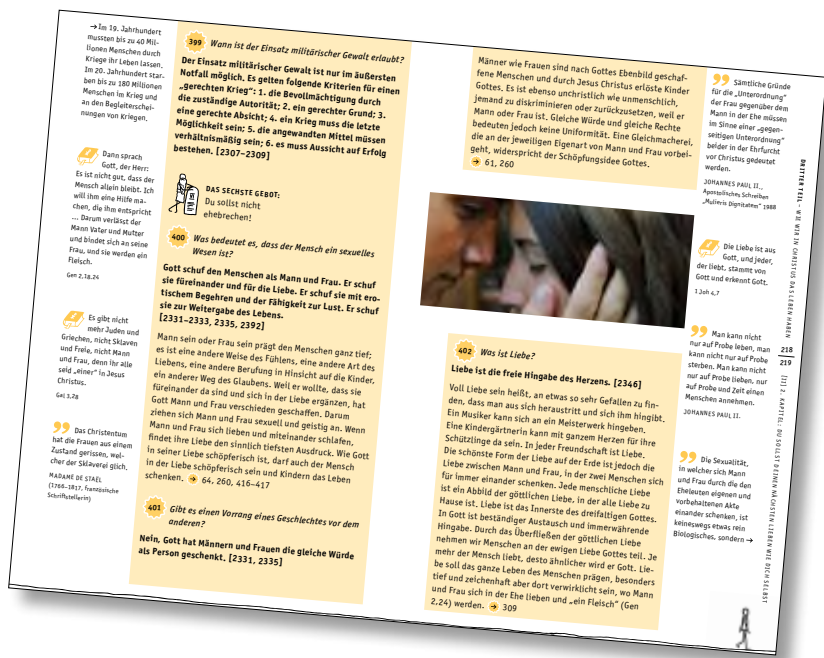 →Im 19. Jahrhundert
mussten bis zu 40 Mil-
lionen Menschen durch
Kriege ihr Leben lassen.
Im 20. Jahrhundert star-
ben bis zu 180 Millionen
Menschen im Krieg und
an den Begleiterschei-
nungen von Kriegen.
Dann sprach
Gott, der Herr:
Es ist nicht gut, dass der
Mensch allein bleibt. Ich
will ihm eine Hilfe ma-
chen, die ihm entspricht
... Darum verlässt der
Mann Vater und Mutter
und bindet sich an seine
Frau, und sie werden ein
Fleisch.
Gen 2,18.24
Es gibt nicht
mehr Juden und
Griechen, nicht Sklaven
und Freie, nicht Mann
und Frau, denn ihr alle
seid „einer" in Jesus
Christus.
Gal 3,28
Das Christentum
hat die Frauen aus einem
Zustand gerissen, wel-
cher der Sklaverei glich.
MADAME DE STAËL
(1766–1817, französische
Schriftstellerin)
399 Wann ist der Einsatz militärischer Gewalt erlaubt?
Der Einsatz militärischer Gewalt ist nur im äußersten
Notfall möglich. Es gelten folgende Kriterien für einen
„gerechten Krieg": 1. die Bevollmächtigung durch
die zuständige Autorität; 2. ein gerechter Grund; 3.
eine gerechte Absicht; 4. ein Krieg muss die letzte
Möglichkeit sein; 5. die angewandten Mittel müssen
verhältnismäßig sein; 6. es muss Aussicht auf Erfolg
bestehen. [2307–2309]
DAS SECHSTE GEBOT:
Du sollst nicht
ehebrechen!
400 Was bedeutet es, dass der Mensch ein sexuelles
Wesen ist?
Gott schuf den Menschen als Mann und Frau. Er schuf
sie füreinander und für die Liebe. Er schuf sie mit ero-
tischem Begehren und der Fähigkeit zur Lust. Er schuf
sie zur Weitergabe des Lebens.
[2331–2333, 2335, 2392]
Mann sein oder Frau sein prägt den Menschen ganz tief;
es ist eine andere Weise des Fühlens, eine andere Art des
Liebens, eine andere Berufung in Hinsicht auf die Kinder,
ein anderer Weg des Glaubens. Weil er wollte, dass sie
füreinander da sind und sich in der Liebe ergänzen, hat
Gott Mann und Frau verschieden geschaffen. Darum
ziehen sich Mann und Frau sexuell und geistig an. Wenn
Mann und Frau sich lieben und miteinander schlafen,
findet ihre Liebe den sinnlich tiefsten Ausdruck. Wie Gott
in seiner Liebe schöpferisch ist, darf auch der Mensch
in der Liebe schöpferisch sein und Kindern das Leben
schenken. → 64, 260, 416–417
401 Gibt es einen Vorrang eines Geschlechtes vor dem
anderen?
Nein, Gott hat Männern und Frauen die gleiche Würde
als Person geschenkt. [2331, 2335]
Männer wie Frauen sind nach Gottes Ebenbild geschaf-
fene Menschen und durch Jesus Christus erlöste Kinder
Gottes. Es ist ebenso unchristlich wie unmenschlich,
jemand zu diskriminieren oder zurückzusetzen, weil er
Mann oder Frau ist. Gleiche Würde und gleiche Rechte
bedeuten jedoch keine Uniformität. Eine Gleichmacherei,
die an der jeweiligen Eigenart von Mann und Frau vorbei-
geht, widerspricht der Schöpfungsidee Gottes.
→ 61, 260
402 Was ist Liebe?
Liebe ist die freie Hingabe des Herzens. [2346]
Voll Liebe sein heißt, an etwas so sehr Gefallen zu fin-
den, dass man aus sich heraustritt und sich ihm hingibt.
Ein Musiker kann sich an ein Meisterwerk hingeben.
Eine Kindergärtnerin kann mit ganzem Herzen für ihre
Schützlinge da sein. In jeder Freundschaft ist Liebe.
Die schönste Form der Liebe auf der Erde ist jedoch die
Liebe zwischen Mann und Frau, in der zwei Menschen sich
für immer einander schenken. Jede menschliche Liebe
ist ein Abbild der göttlichen Liebe, in der alle Liebe zu
Hause ist. Liebe ist das Innerste des dreifaltigen Gottes.
In Gott ist beständiger Austausch und immerwährende
Hingabe. Durch das Überfließen der göttlichen Liebe
nehmen wir Menschen an der ewigen Liebe Gottes teil. Je
mehr der Mensch liebt, desto ähnlicher wird er Gott. Lie-
be soll das ganze Leben des Menschen prägen, besonders
tief und zeichenhaft aber dort verwirklicht sein, wo Mann
und Frau sich in der Ehe lieben und „ein Fleisch" (Gen
2,24) werden. → 309
Sämtliche Gründe
für die „Unterordnung"
der Frau gegenüber dem
Mann in der Ehe müssen
im Sinne einer „gegen-
seitigen Unterordnung"
beider in der Ehrfurcht
vor Christus gedeutet
werden.
JOHANNES PAUL II.,
Apostolisches Schreiben
„Mulieris Dignitatem" 1988
Die Liebe ist aus
Gott, und jeder,
der liebt, stammt von
Gott und erkennt Gott.
1 Joh 4,7
Man kann nicht
nur auf Probe leben, man
kann nicht nur auf Probe
sterben. Man kann nicht
nur auf Probe lieben, nur
auf Probe und Zeit einen
Menschen annehmen.
JOHANNES PAUL II.
Die Sexualität,
in welcher sich Mann
und Frau durch die den
Eheleuten eigenen und
vorbehaltenen Akte
einander schenken, ist
keineswegs etwas rein
Biologisches, sondern →
DRITTER TEIL – WIE WIR IN CHRISTUS DAS LEBEN HABEN
218
219
[II] 2. KAPITEL: DU SOLLST DEINEN NÄCHSTEN LIEBEN WIE DICH SELBST